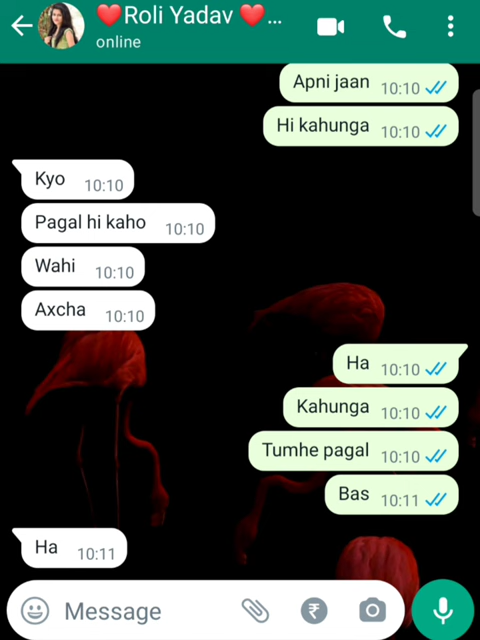 ❤️Roli Yadav ❤️...
online
Apni jaan 10:10
Hi kahunga 10:10
Kyo 10:10
Pagal hi kaho 10:10
Wahi 10:10
Axcha 10:10
Ha 10:10
Kahunga 10:10
Tumhe pagal 10:10
Bas 10:11
Ha 10:11
Message ₹